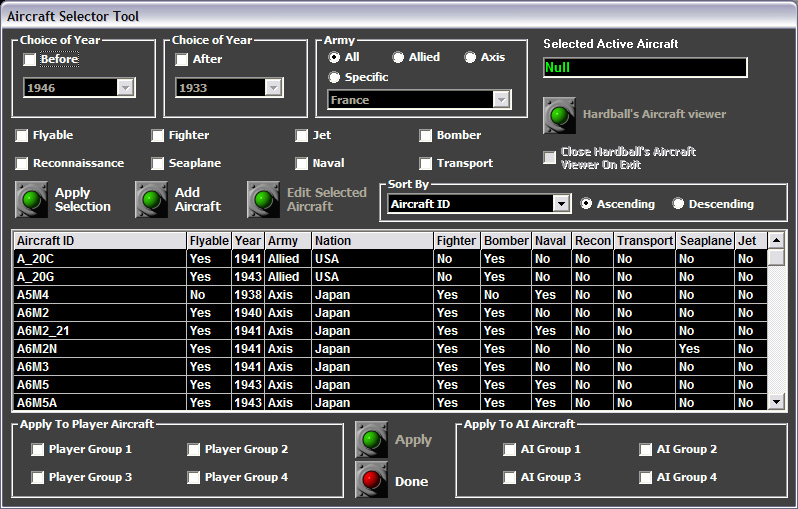 Aircraft Selector Tool
Choice of Year
Before
1946
Choice of Year
After
1933
Army
All Allied Axis
Specific
France
Selected Active Aircraft
Null
Hardball's Aircraft viewer
Close Hardball's Aircraft
Viewer On Exit
Flyable Fighter Jet Bomber
Reconnaissance Seaplane Naval Transport
Apply
Selection
Add
Aircraft
Edit Selected
Aircraft
Sort By
Aircraft ID Ascending Descending
Aircraft ID Flyable Year Army Nation Fighter Bomber Naval Recon Transport Seaplane Jet
A_20C Yes 1941 Allied USA No Yes No No No No No
A_20G Yes 1943 Allied USA No Yes No No No No No
A5M4 No 1938 Axis Japan Yes No Yes No No No No
A6M2 Yes 1940 Axis Japan Yes Yes No No No No No
A6M2_21 Yes 1941 Axis Japan Yes Yes Yes No No No No
A6M2N Yes 1941 Axis Japan Yes Yes No No No Yes No
A6M3 Yes 1941 Axis Japan Yes Yes No No No No No
A6M5 Yes 1943 Axis Japan Yes Yes Yes No No No No
A6M5A Yes 1943 Axis Japan Yes Yes Yes No No No No
Apply To Player Aircraft
Player Group 1 Player Group 2
Player Group 3 Player Group 4
Apply
Done
Apply To AI Aircraft
AI Group 1 AI Group 2
AI Group 3 AI Group 4